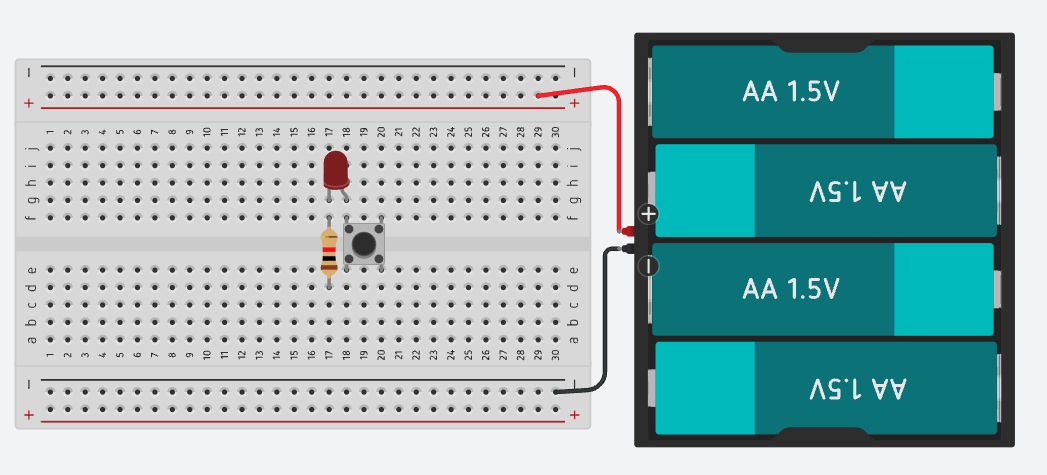 − −
+ +
1 2 3 4 5 6 7 8 9 10 11 12 13 14 15 16 17 18 19 20 21 22 23 24 25 26 27 28 29 30
j j
i i
h h
g g
f f
e e
d d
c c
b b
a a
1 2 3 4 5 6 7 8 9 10 11 12 13 14 15 16 17 18 19 20 21 22 23 24 25 26 27 28 29 30
− −
+ +
AA 1.5V
AA 1.5V
+
AA 1.5V
−
AA 1.5V